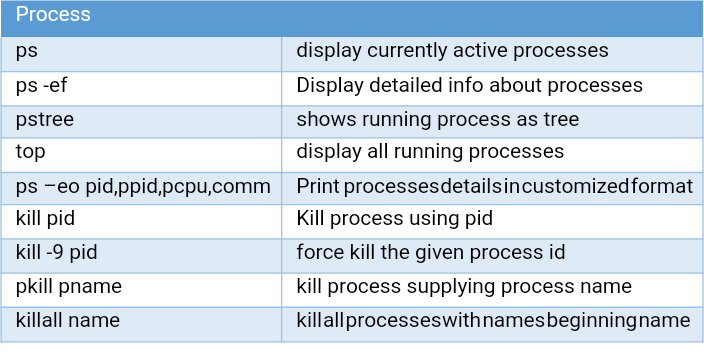 Process
ps display currently active processes
ps -ef Display detailed info about processes
pstree shows running process as tree
top display all running processes
ps –eo pid,ppid,pcpu,comm Print processes details in customized format
kill pid Kill process using pid
kill -9 pid force kill the given process id
pkill pname kill process supplying process name
killall name kill all processes with names beginning name